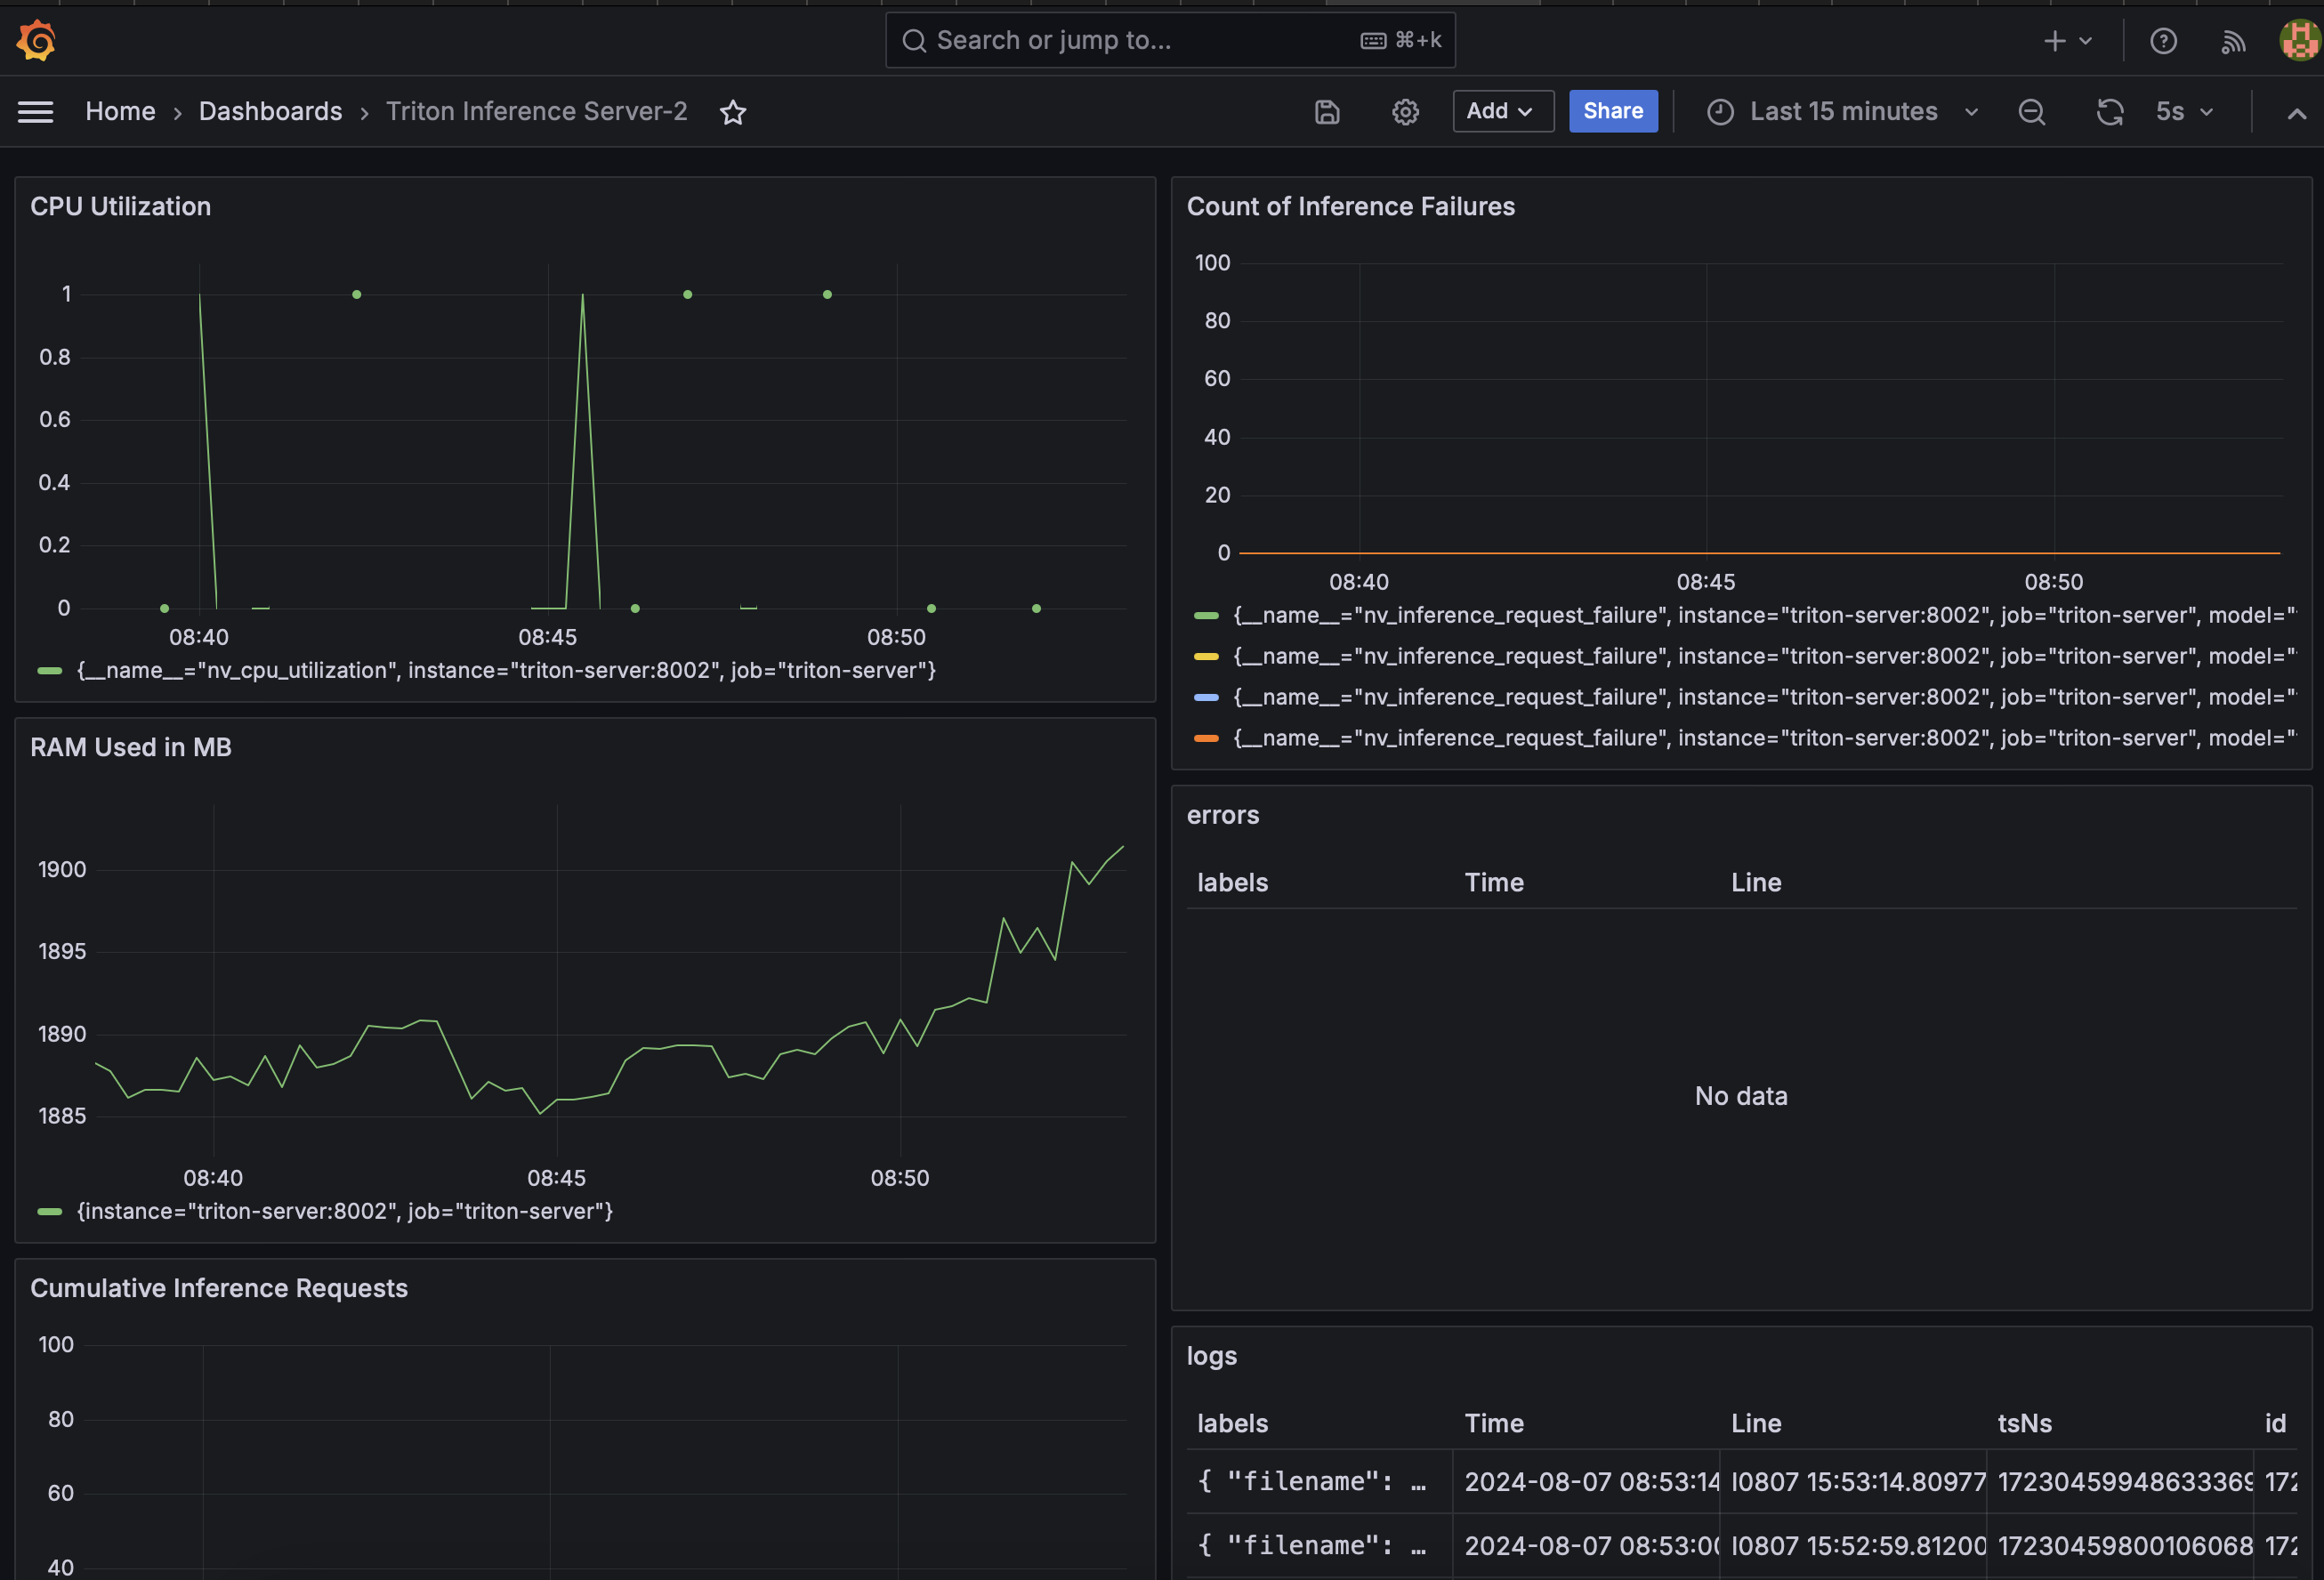 Search or jump to... ⌘+k
Home › Dashboards › Triton Inference Server-2
Add
Share
Last 15 minutes
5s
CPU Utilization
1
0.8
0.6
0.4
0.2
0
08:40 08:45 08:50
{__name__="nv_cpu_utilization", instance="triton-server:8002", job="triton-server"}
RAM Used in MB
1900
1895
1890
1885
08:40 08:45 08:50
{instance="triton-server:8002", job="triton-server"}
Cumulative Inference Requests
100
80
60
40
Count of Inference Failures
100
80
60
40
20
0
08:40 08:45 08:50
{__name__="nv_inference_request_failure", instance="triton-server:8002", job="triton-server", model="
{__name__="nv_inference_request_failure", instance="triton-server:8002", job="triton-server", model="
{__name__="nv_inference_request_failure", instance="triton-server:8002", job="triton-server", model="
{__name__="nv_inference_request_failure", instance="triton-server:8002", job="triton-server", model="
errors
labels Time Line
No data
logs
labels Time Line tsNs id
{ "filename": … 2024-08-07 08:53:14 I0807 15:53:14.80977 17230459948633369 172
{ "filename": … 2024-08-07 08:53:00 I0807 15:52:59.81200 1723045980010606 8 172